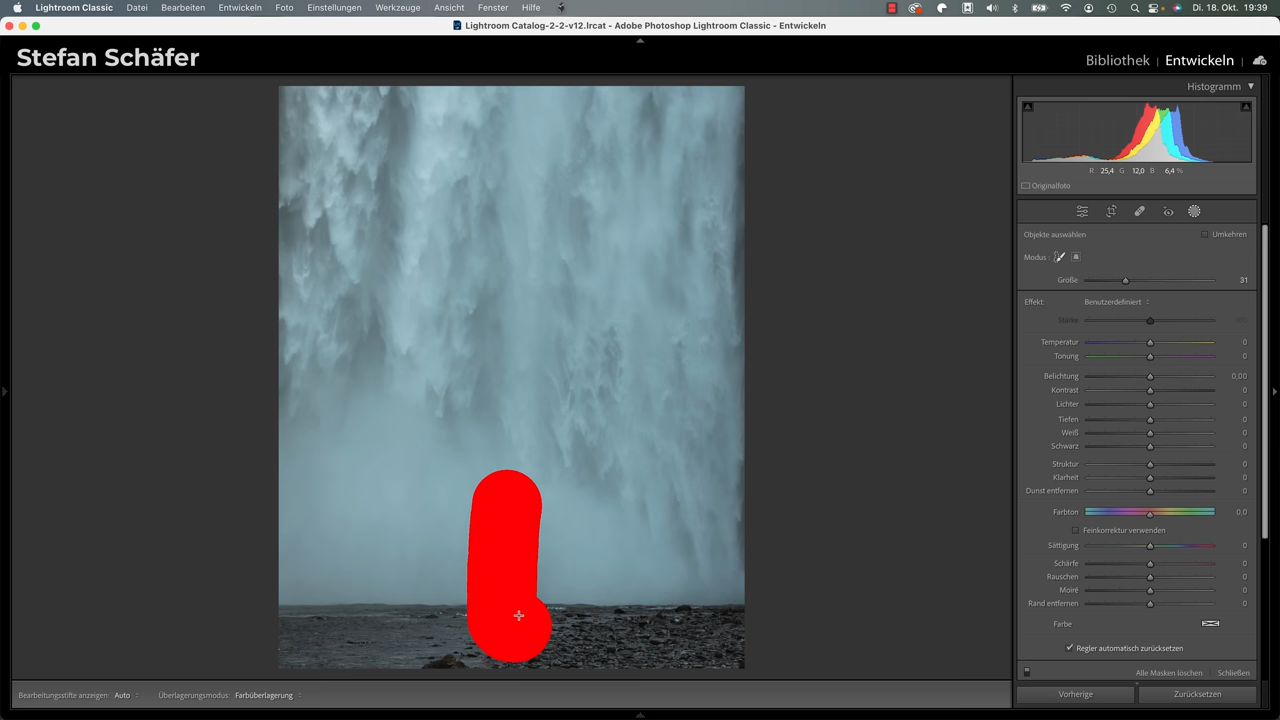 Lightroom Classic Datei Bearbeiten Entwickeln Foto Einstellungen Werkzeuge Ansicht Fenster Hilfe Di. 18. Okt. 19:39
Lightroom Catalog-2-2-v12.lrcat - Adobe Photoshop Lightroom Classic - Entwickeln
Stefan Schäfer
Bibliothek | Entwickeln |
Histogramm
R 25,4 G 12,0 B 6,4 %
Originalfoto
Objekte auswählen Umkehren
Modus :
Größe 31
Effekt: Benutzerdefiniert
Stärke
Temperatur 0
Tonung 0
Belichtung 0,00
Kontrast 0
Lichter 0
Tiefen 0
Weiß 0
Schwarz 0
Struktur 0
Klarheit 0
Dunst entfernen 0
Farbton 0,0
Feinkorrektur verwenden
Sättigung 0
Schärfe 0
Rauschen 0
Moiré 0
Rand entfernen 0
Farbe
Regler automatisch zurücksetzen
Alle Masken löschen Schließen
Bearbeitungsstifte anzeigen: Auto Überlagerungsmodus: Farbüberlagerung
Vorherige Zurücksetzen